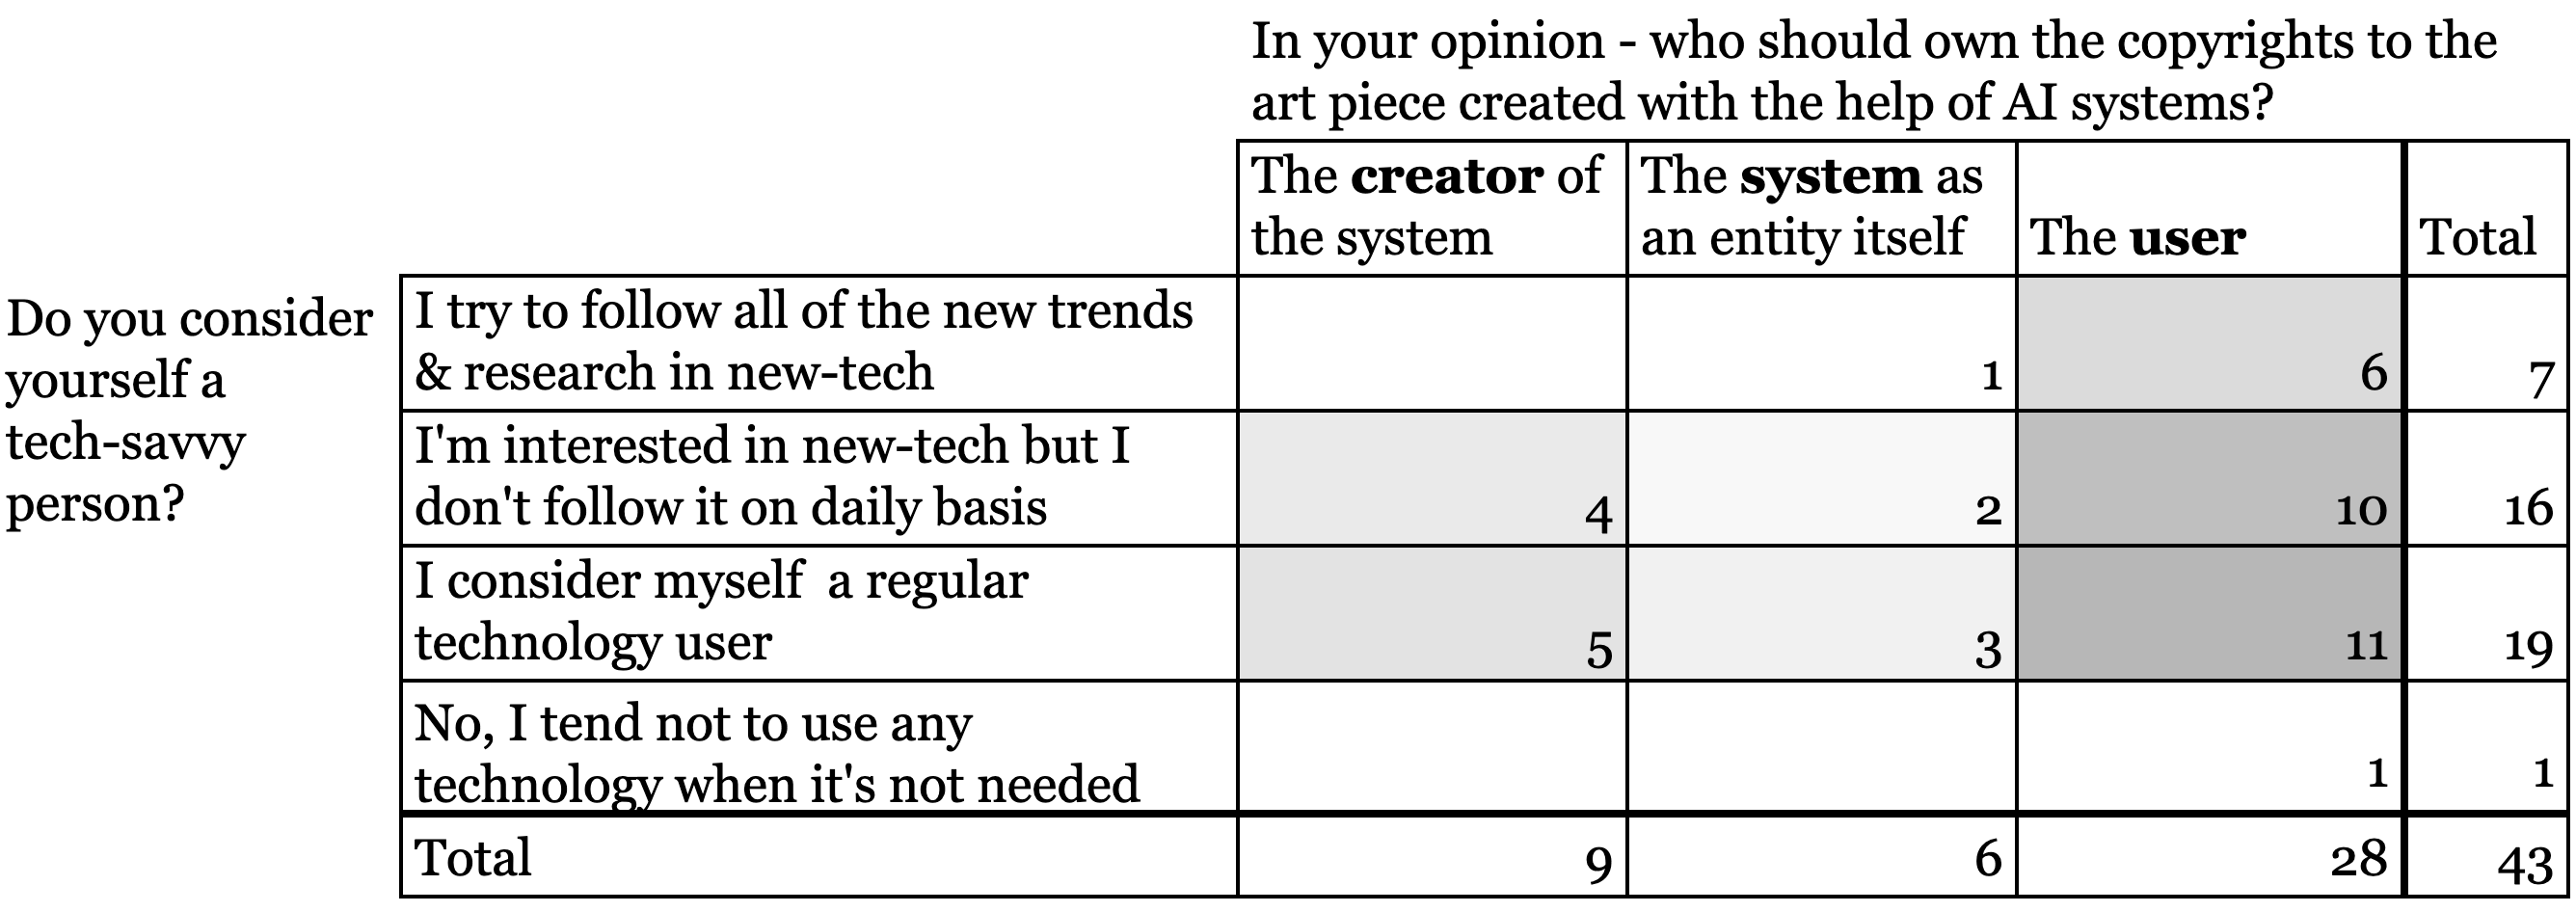 In your opinion - who should own the copyrights to the
art piece created with the help of AI systems?
The creator of
the system
The system as
an entity itself
The user
Total
Do you consider
yourself a
tech-savvy
person?
I try to follow all of the new trends
& research in new-tech
1
6
7
I'm interested in new-tech but I
don't follow it on daily basis
4
2
10
16
I consider myself  a regular
technology user
5
3
11
19
No, I tend not to use any
technology when it's not needed
1
1
Total
9
6
28
43